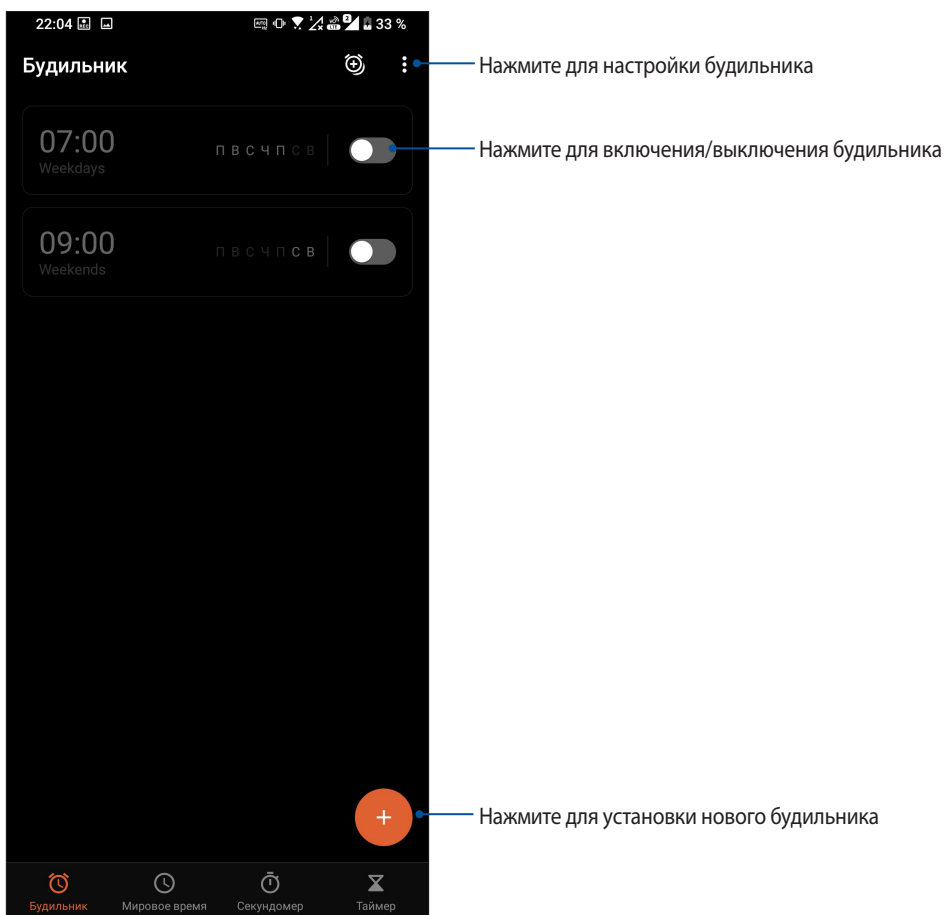 22:04 33 %
Будильник
Нажмите для настройки будильника
07:00
Weekdays
П В С Ч П С В
Нажмите для включения/выключения будильника
09:00
Weekends
П В С Ч П С В
+
Нажмите для установки нового будильника
Будильник Мировое время Секундомер Таймер